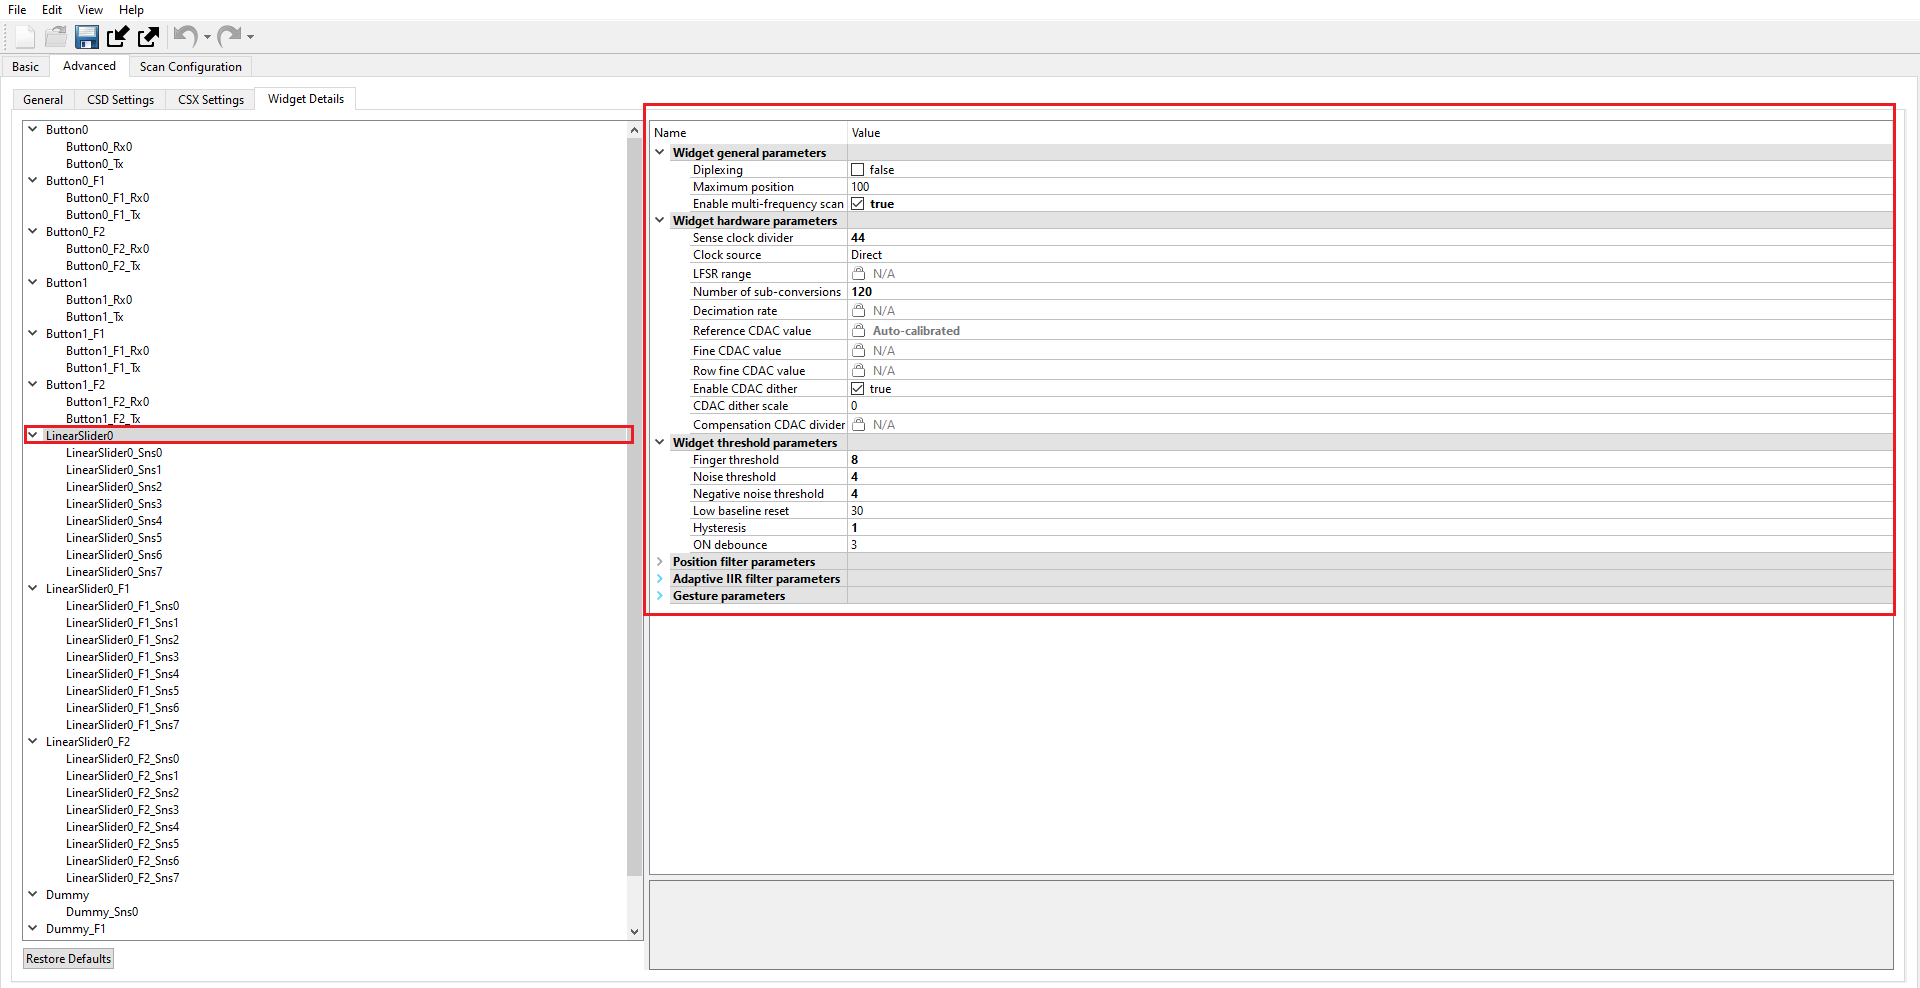 File Edit View Help
Basic Advanced Scan Configuration
General CSD Settings CSX Settings Widget Details
Button0
Button0_Rx0
Button0_Tx
Button0_F1
Button0_F1_Rx0
Button0_F1_Tx
Button0_F2
Button0_F2_Rx0
Button0_F2_Tx
Button1
Button1_Rx0
Button1_Tx
Button1_F1
Button1_F1_Rx0
Button1_F1_Tx
Button1_F2
Button1_F2_Rx0
Button1_F2_Tx
LinearSlider0
LinearSlider0_Sns0
LinearSlider0_Sns1
LinearSlider0_Sns2
LinearSlider0_Sns3
LinearSlider0_Sns4
LinearSlider0_Sns5
LinearSlider0_Sns6
LinearSlider0_Sns7
LinearSlider0_F1
LinearSlider0_F1_Sns0
LinearSlider0_F1_Sns1
LinearSlider0_F1_Sns2
LinearSlider0_F1_Sns3
LinearSlider0_F1_Sns4
LinearSlider0_F1_Sns5
LinearSlider0_F1_Sns6
LinearSlider0_F1_Sns7
LinearSlider0_F2
LinearSlider0_F2_Sns0
LinearSlider0_F2_Sns1
LinearSlider0_F2_Sns2
LinearSlider0_F2_Sns3
LinearSlider0_F2_Sns4
LinearSlider0_F2_Sns5
LinearSlider0_F2_Sns6
LinearSlider0_F2_Sns7
Dummy
Dummy_Sns0
Dummy_F1
Restore Defaults
Name Value
Widget general parameters
Diplexing false
Maximum position 100
Enable multi-frequency scan true
Widget hardware parameters
Sense clock divider 44
Clock source Direct
LFSR range N/A
Number of sub-conversions 120
Decimation rate N/A
Reference CDAC value Auto-calibrated
Fine CDAC value N/A
Row fine CDAC value N/A
Enable CDAC dither true
CDAC dither scale 0
Compensation CDAC divider N/A
Widget threshold parameters
Finger threshold 8
Noise threshold 4
Negative noise threshold 4
Low baseline reset 30
Hysteresis 1
ON debounce 3
Position filter parameters
Adaptive IIR filter parameters
Gesture parameters